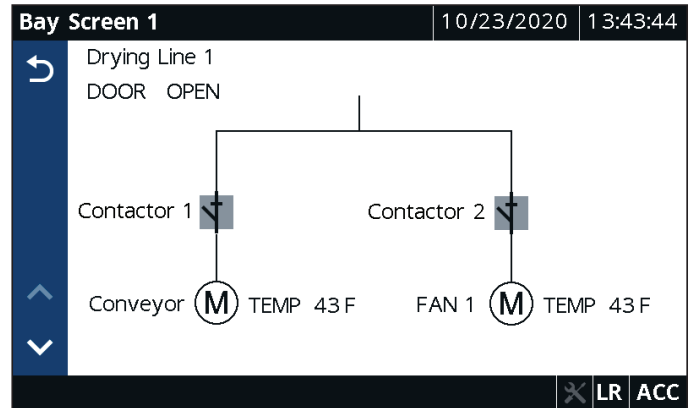 Bay Screen 1 10/23/2020 13:43:44
Drying Line 1
DOOR OPEN
Contactor 1 Contactor 2
Conveyor M TEMP 43 F FAN 1 M TEMP 43 F
LR ACC